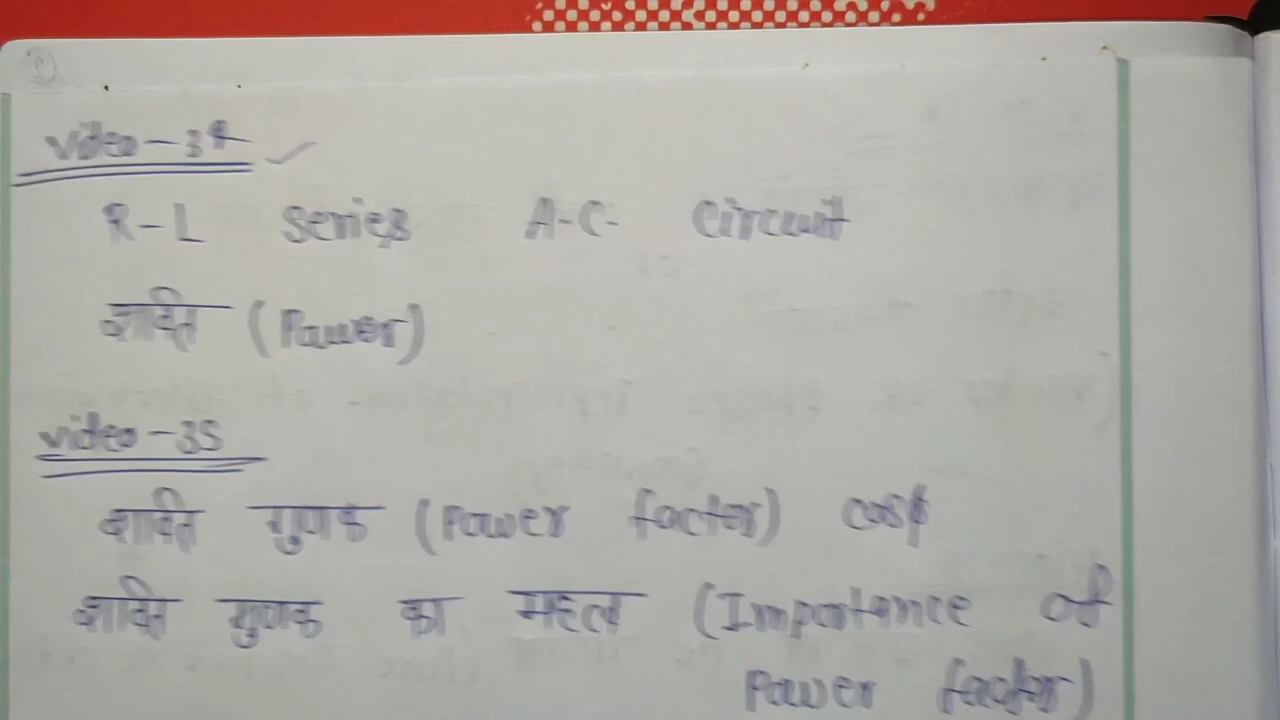 video-34
R-L series A-C- circuit
शक्ति (Power)
video-35
शक्ति गुणक (Power factor) cosϕ
शक्ति गुणक का महत्व (Importance of
Power factor)